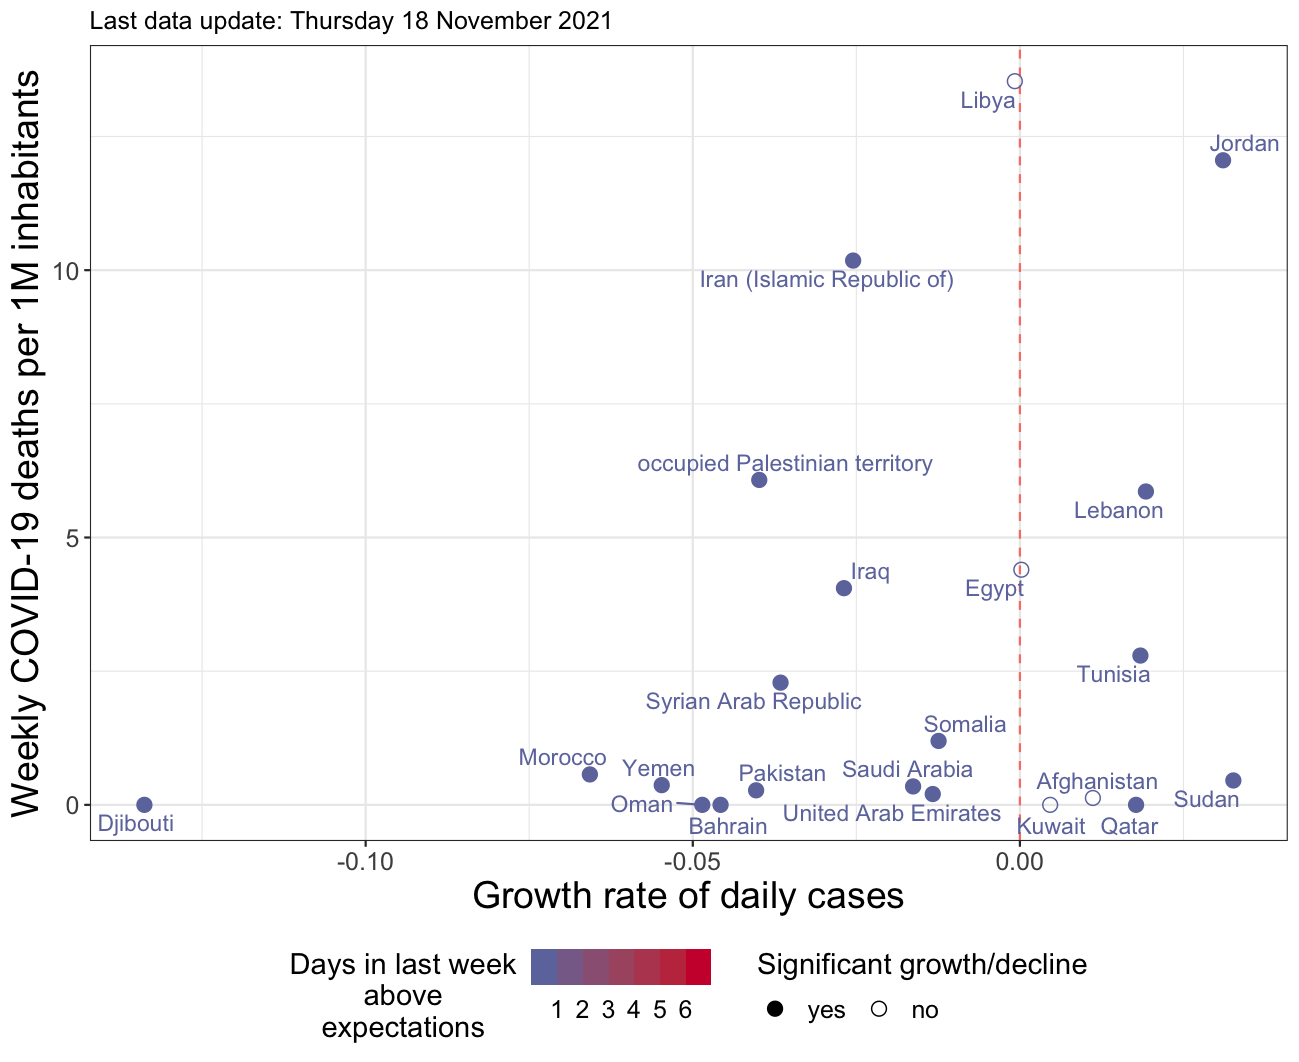 Last data update: Thursday 18 November 2021
Weekly COVID-19 deaths per 1M inhabitants
10
5
0
Libya
Jordan
Iran (Islamic Republic of)
occupied Palestinian territory
Lebanon
Iraq
Egypt
Tunisia
Syrian Arab Republic
Somalia
Morocco
Yemen
Pakistan
Saudi Arabia
Afghanistan
Oman
Sudan
United Arab Emirates
Djibouti
Bahrain
Kuwait
Qatar
-0.10
-0.05
0.00
Growth rate of daily cases
Days in last week
above
expectations
1 2 3 4 5 6
Significant growth/decline
yes
no